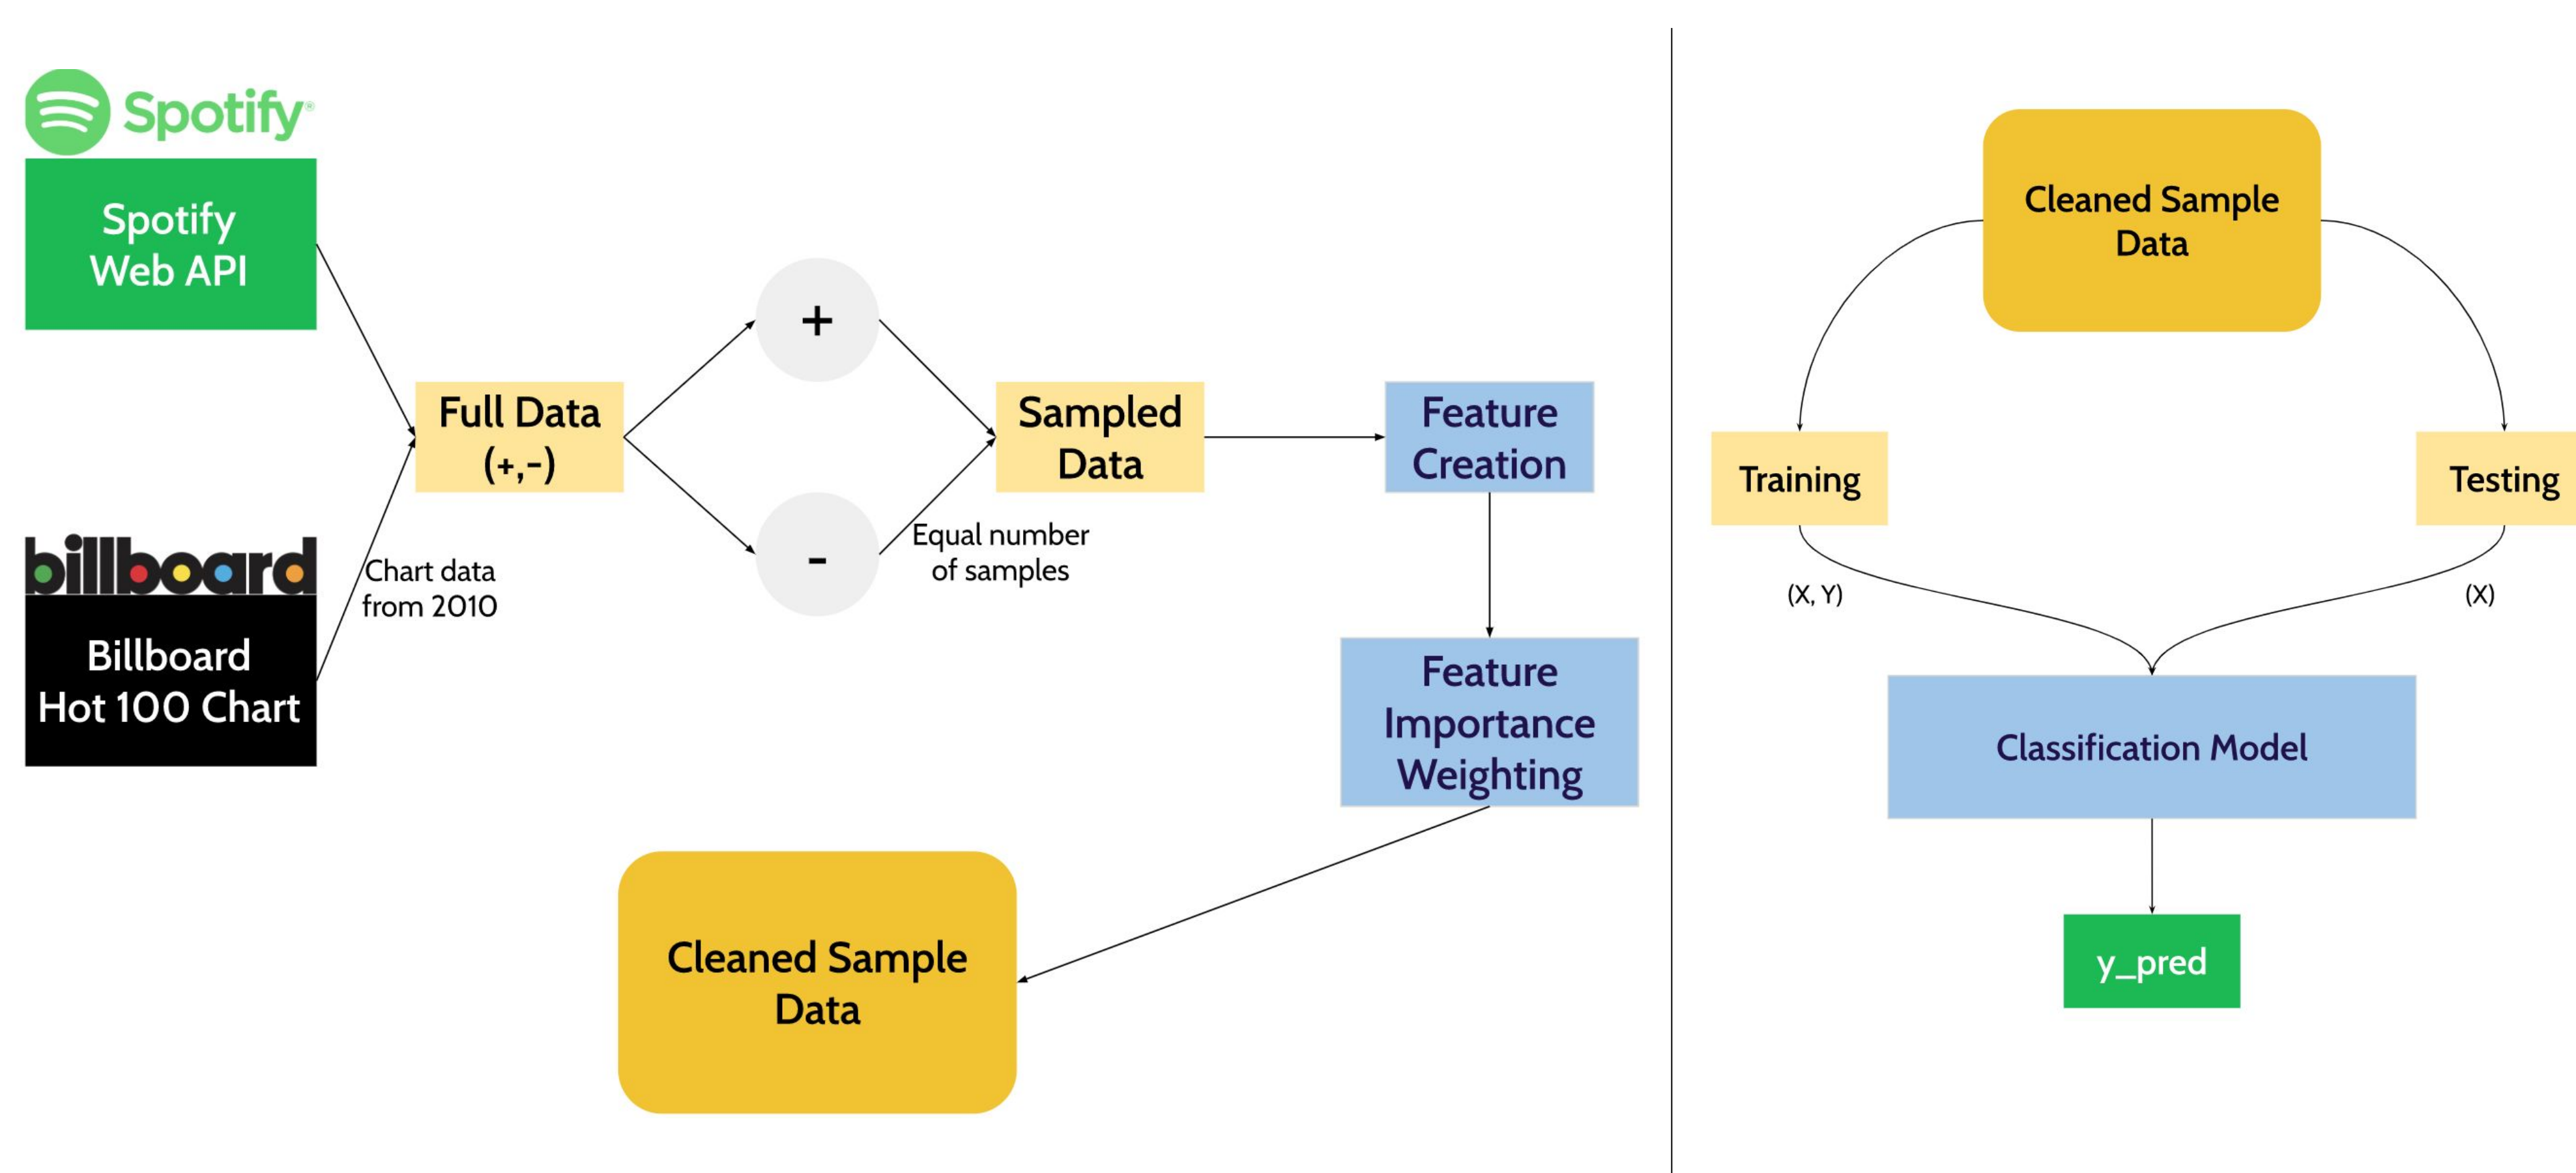 Spotify®
Spotify
Web API
billboard
Billboard
Hot 100 Chart
Chart data
from 2010
Full Data
(+,-)
+
-
Equal number
of samples
Sampled
Data
Feature
Creation
Feature
Importance
Weighting
Cleaned Sample
Data
Cleaned Sample
Data
Training
Testing
(X, Y)
(X)
Classification Model
y_pred